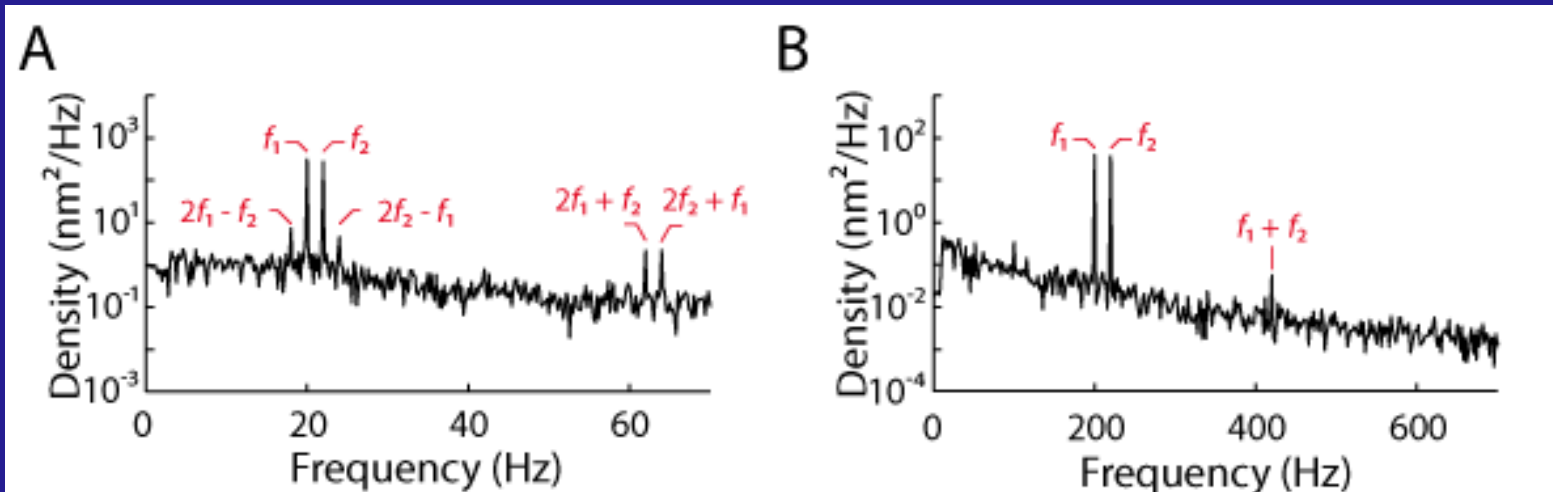 A
Density (nm²/Hz)
10³
10¹
10⁻¹
10⁻³
f₁
f₂
2f₁ - f₂
2f₂ - f₁
2f₁ + f₂
2f₂ + f₁
0
20
40
60
Frequency (Hz)
B
Density (nm²/Hz)
10²
10⁰
10⁻²
10⁻⁴
f₁
f₂
f₁ + f₂
0
200
400
600
Frequency (Hz)